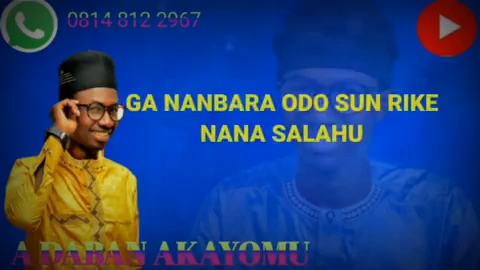 0814 812 2967
GA NANBARA ODO SUN RIKE
NANA SALAHU
A DARAN AKAYOMU